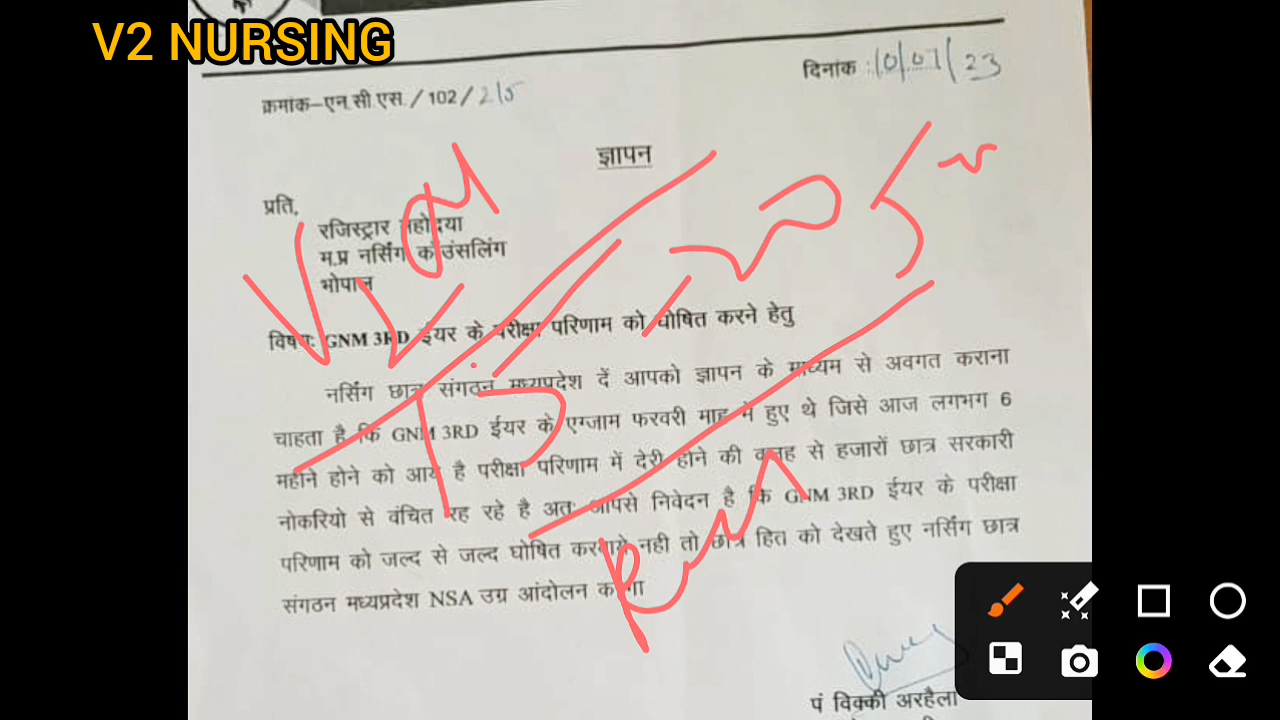 V2 NURSING
दिनांक : 10/07/23
क्रमांक–एन.सी.एस. / 102 / 215
ज्ञापन
प्रति,
रजिस्ट्रार महोदया
म.प्र नर्सिंग काउंसलिंग
भोपाल
विषयः GNM 3RD ईयर के परीक्षा परिणाम को घोषित करने हेतु
नर्सिंग छात्र संगठन मध्यप्रदेश दें आपको ज्ञापन के माध्यम से अवगत कराना
चाहता है कि GNM 3RD ईयर के एग्जाम फरवरी माह में हुए थे जिसे आज लगभग 6
महीने होने को आये है परीक्षा परिणाम में देरी होने की वजह से हजारों छात्र सरकारी
नोकरियो से वंचित रह रहे है अतः आपसे निवेदन है कि GNM 3RD ईयर के परीक्षा
परिणाम को जल्द से जल्द घोषित करवाये नही तो छात्र हित को देखते हुए नर्सिंग छात्र
संगठन मध्यप्रदेश NSA उग्र आंदोलन करेगा
पं विक्की अरहैला